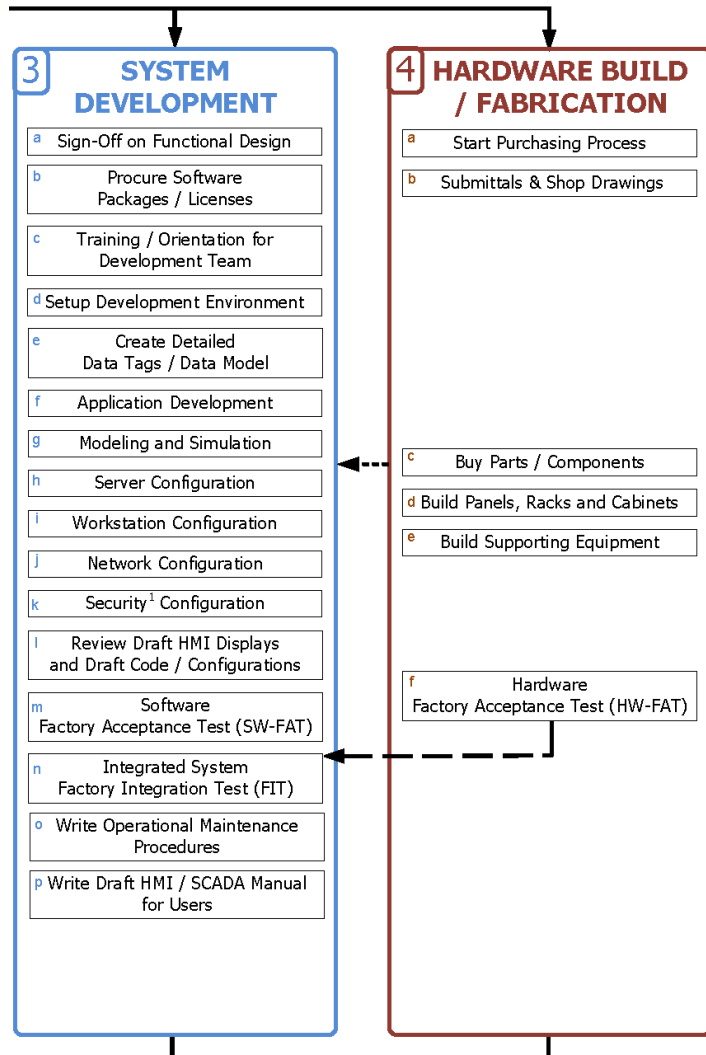 3
SYSTEM
DEVELOPMENT
a Sign-Off on Functional Design
b Procure Software
Packages / Licenses
c Training / Orientation for
Development Team
d Setup Development Environment
e Create Detailed
Data Tags / Data Model
f Application Development
g Modeling and Simulation
h Server Configuration
i Workstation Configuration
j Network Configuration
k Security¹ Configuration
l Review Draft HMI Displays
and Draft Code / Configurations
m Software
Factory Acceptance Test (SW-FAT)
n Integrated System
Factory Integration Test (FIT)
o Write Operational Maintenance
Procedures
p Write Draft HMI / SCADA Manual
for Users
4
HARDWARE BUILD
/ FABRICATION
a Start Purchasing Process
b Submittals & Shop Drawings
c Buy Parts / Components
d Build Panels, Racks and Cabinets
e Build Supporting Equipment
f Hardware
Factory Acceptance Test (HW-FAT)